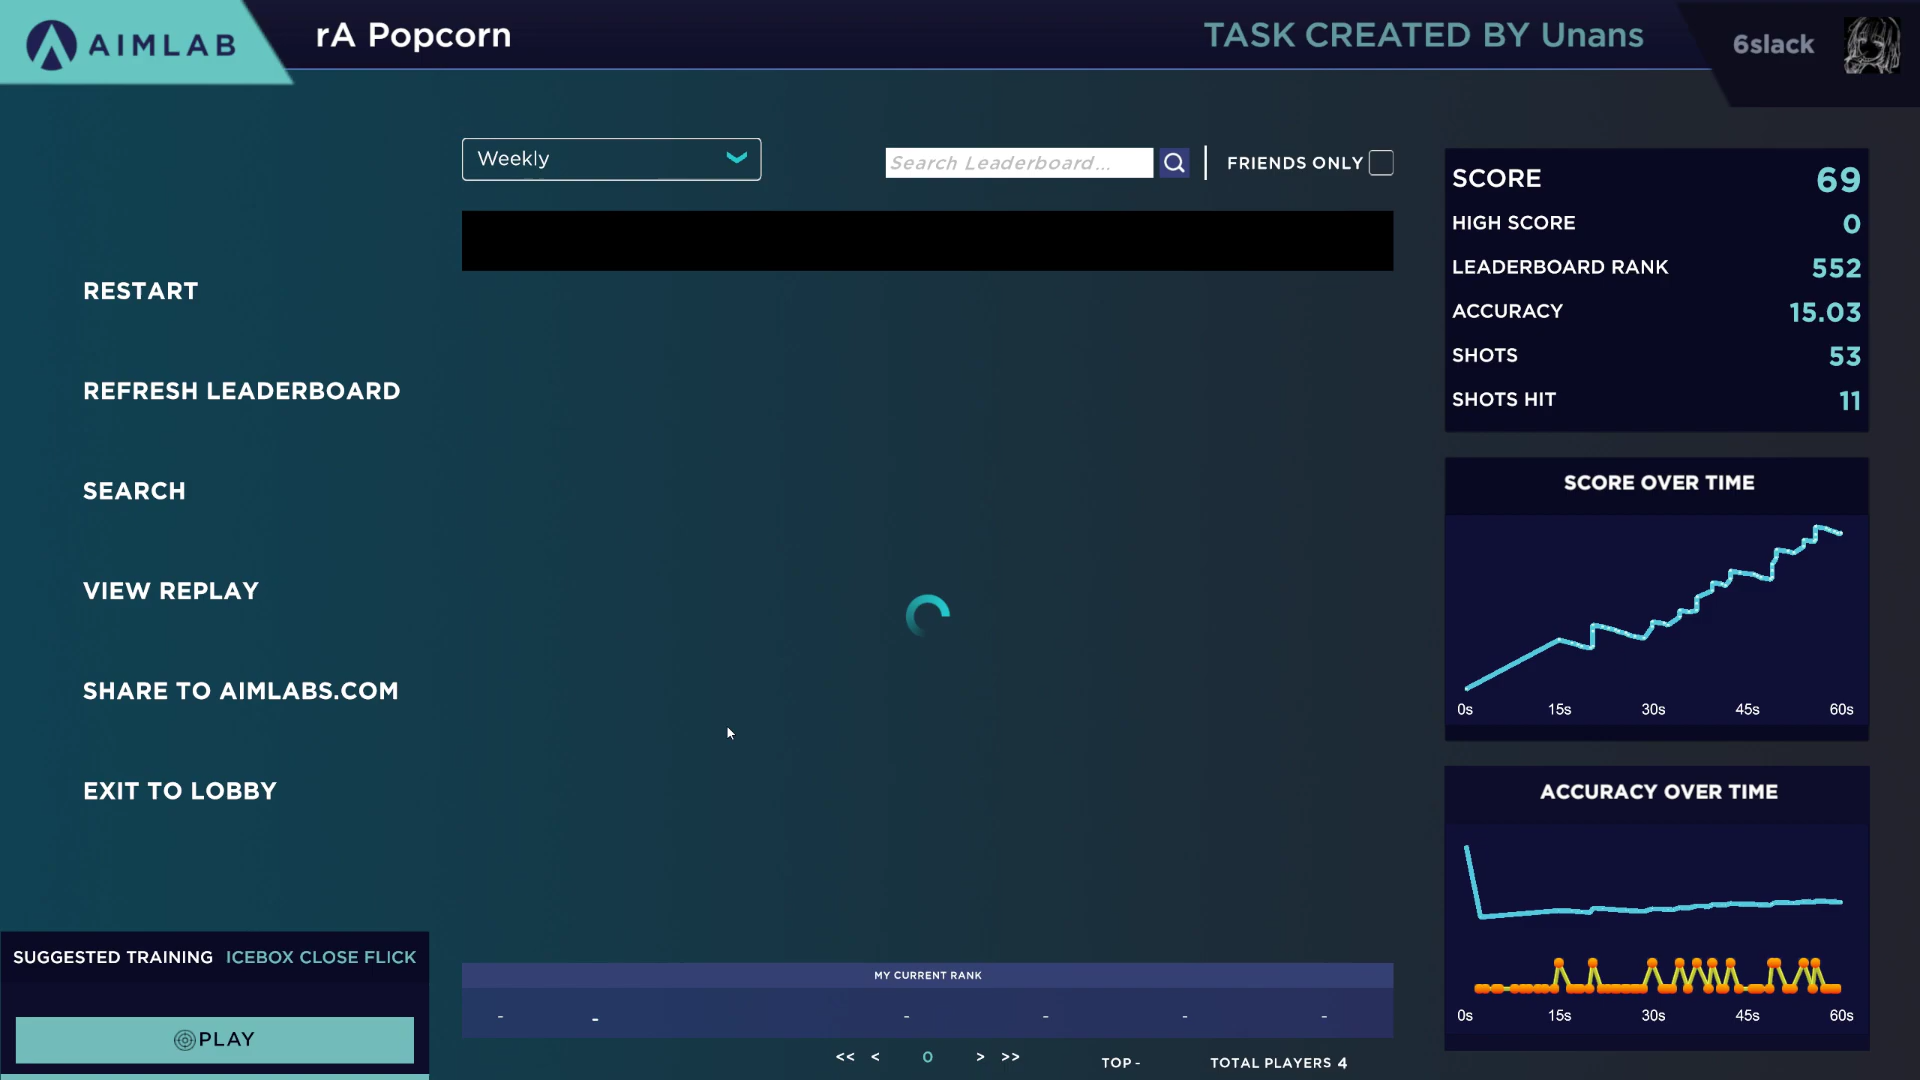 AIMLAB
rA Popcorn
TASK CREATED BY Unans
6slack
Weekly
Search Leaderboard...
FRIENDS ONLY
RESTART
REFRESH LEADERBOARD
SEARCH
VIEW REPLAY
SHARE TO AIMLABS.COM
EXIT TO LOBBY
SUGGESTED TRAINING ICEBOX CLOSE FLICK
PLAY
MY CURRENT RANK
- - - - - -
<< < 0 > >>
TOP -
TOTAL PLAYERS 4
SCORE 69
HIGH SCORE 0
LEADERBOARD RANK 552
ACCURACY 15.03
SHOTS 53
SHOTS HIT 11
SCORE OVER TIME
0s 15s 30s 45s 60s
ACCURACY OVER TIME
0s 15s 30s 45s 60s